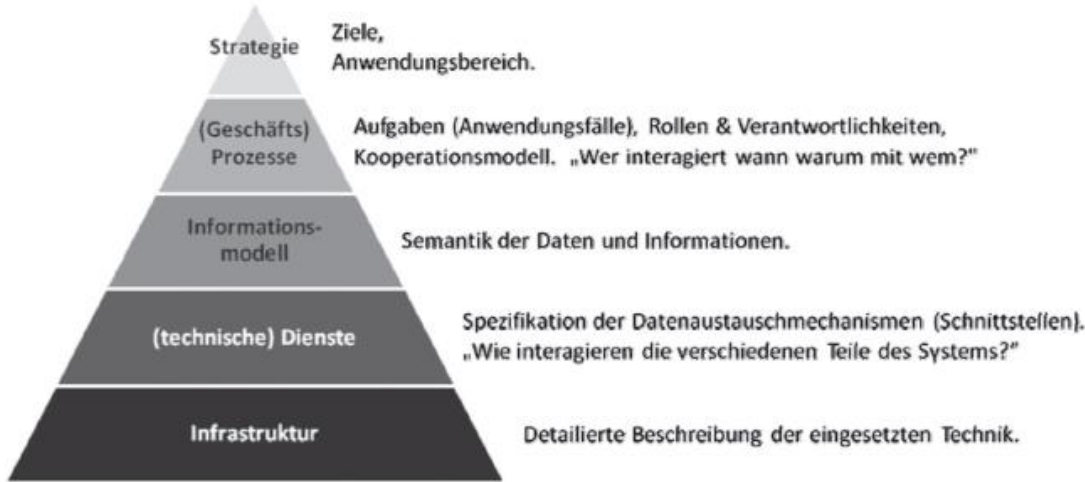 Strategie
Ziele,
Anwendungsbereich.
(Geschäfts)
Prozesse
Aufgaben (Anwendungsfälle), Rollen & Verantwortlichkeiten,
Kooperationsmodell. „Wer interagiert wann warum mit wem?"
Informations-
modell
Semantik der Daten und Informationen.
(technische) Dienste
Spezifikation der Datenaustauschmechanismen (Schnittstellen).
„Wie interagieren die verschiedenen Teile des Systems?"
Infrastruktur
Detailierte Beschreibung der eingesetzten Technik.